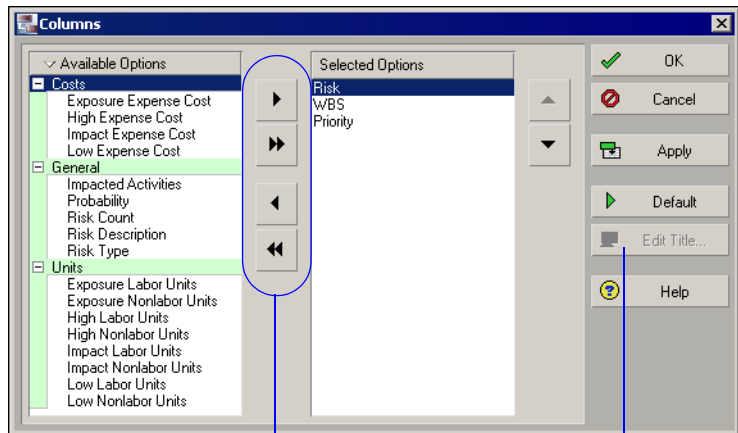 Columns
Available Options
Costs
Exposure Expense Cost
High Expense Cost
Impact Expense Cost
Low Expense Cost
General
Impacted Activities
Probability
Risk Count
Risk Description
Risk Type
Units
Exposure Labor Units
Exposure Nonlabor Units
High Labor Units
High Nonlabor Units
Impact Labor Units
Impact Nonlabor Units
Low Labor Units
Low Nonlabor Units
Selected Options
Risk
WBS
Priority
OK
Cancel
Apply
Default
Edit Title...
Help